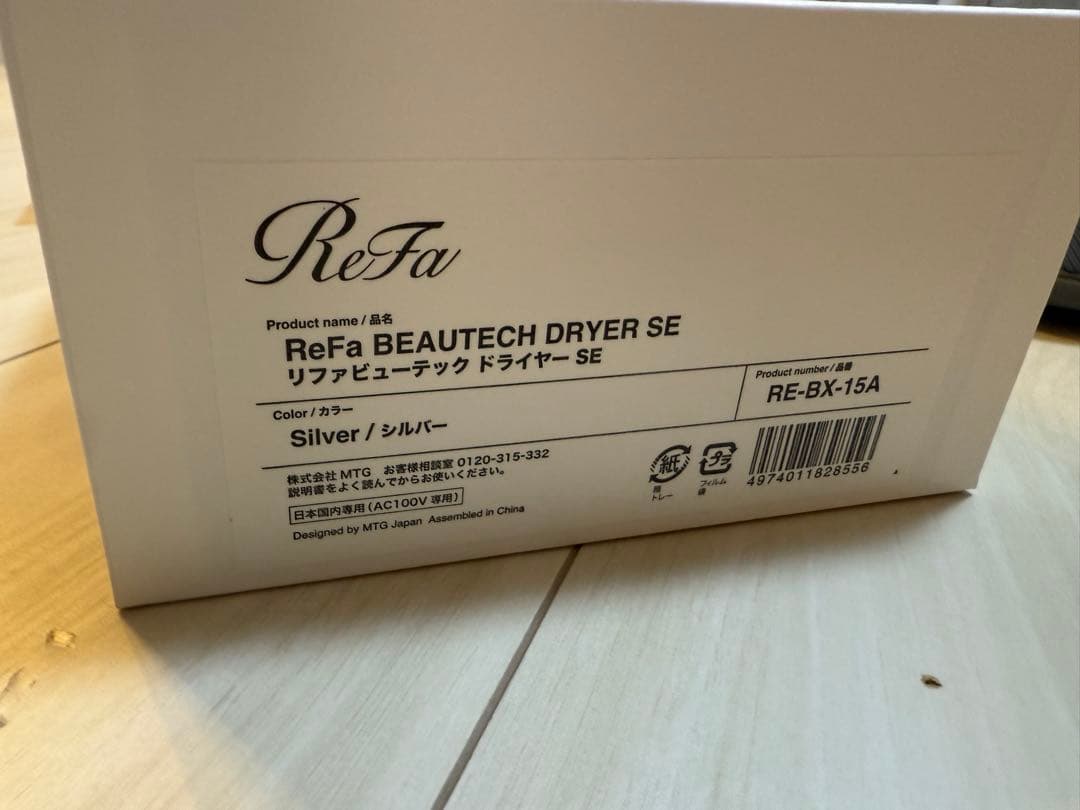 ReFa
Product name / 品名
ReFa BEAUTECH DRYER SE
リファビューテック ドライヤー SE
Color / カラー
Silver / シルバー
Product number / 品番
RE-BX-15A
株式会社 MTG お客様相談室 0120-315-332
説明書をよく読んでからお使いください。
日本国内専用(AC100V 専用)
Designed by MTG Japan Assembled in China
紙
箱
トレー
プラ
フィルム
袋
4974011828556